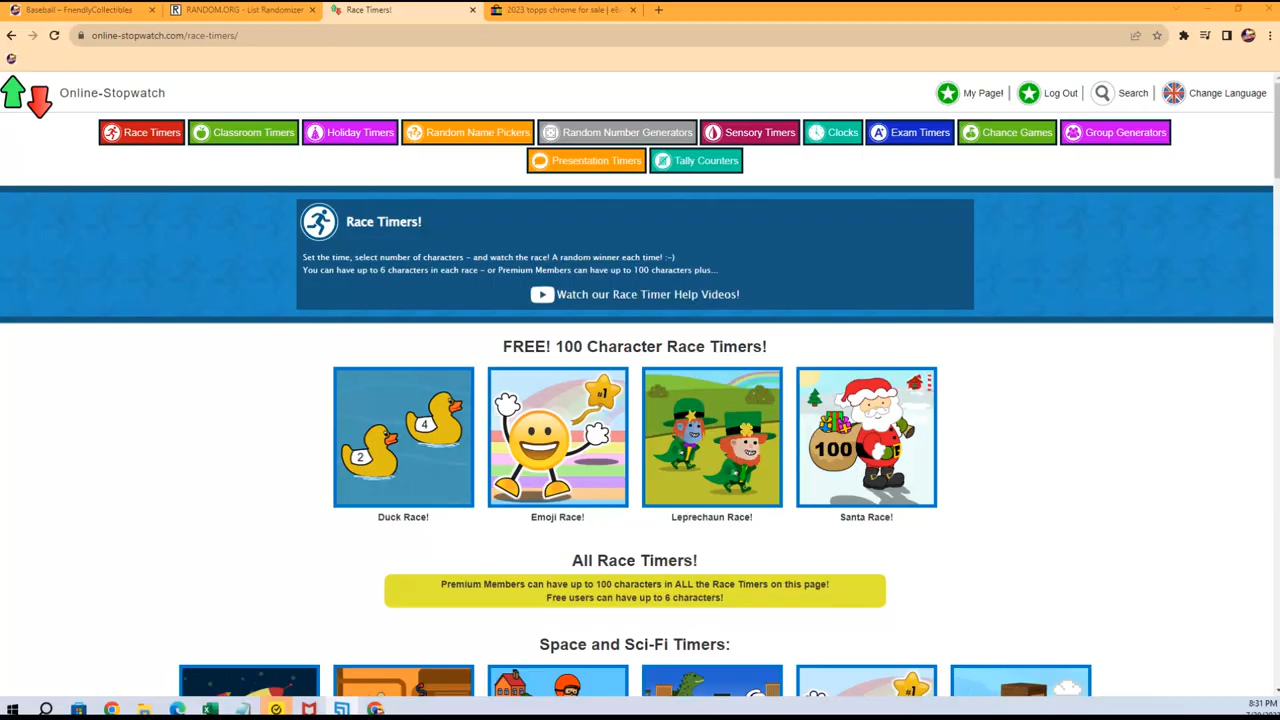 Baseball – FriendlyCollectibles
RANDOM.ORG - List Randomizer
Race Timers!
2023 topps chrome for sale | eB
online-stopwatch.com/race-timers/
Online-Stopwatch
My Page! |
Log Out |
Search |
Change Language
Race Timers
Classroom Timers
Holiday Timers
Random Name Pickers
Random Number Generators
Sensory Timers
Clocks
Exam Timers
Chance Games
Group Generators
Presentation Timers
Tally Counters
Race Timers!
Set the time, select number of characters – and watch the race! A random winner each time! :-)
You can have up to 6 characters in each race – or Premium Members can have up to 100 characters plus...
Watch our Race Timer Help Videos!
FREE! 100 Character Race Timers!
2
4
#1
100
Duck Race!
Emoji Race!
Leprechaun Race!
Santa Race!
All Race Timers!
Premium Members can have up to 100 characters in ALL the Race Timers on this page!
Free users can have up to 6 characters!
Space and Sci-Fi Timers:
#1
8:31 PM